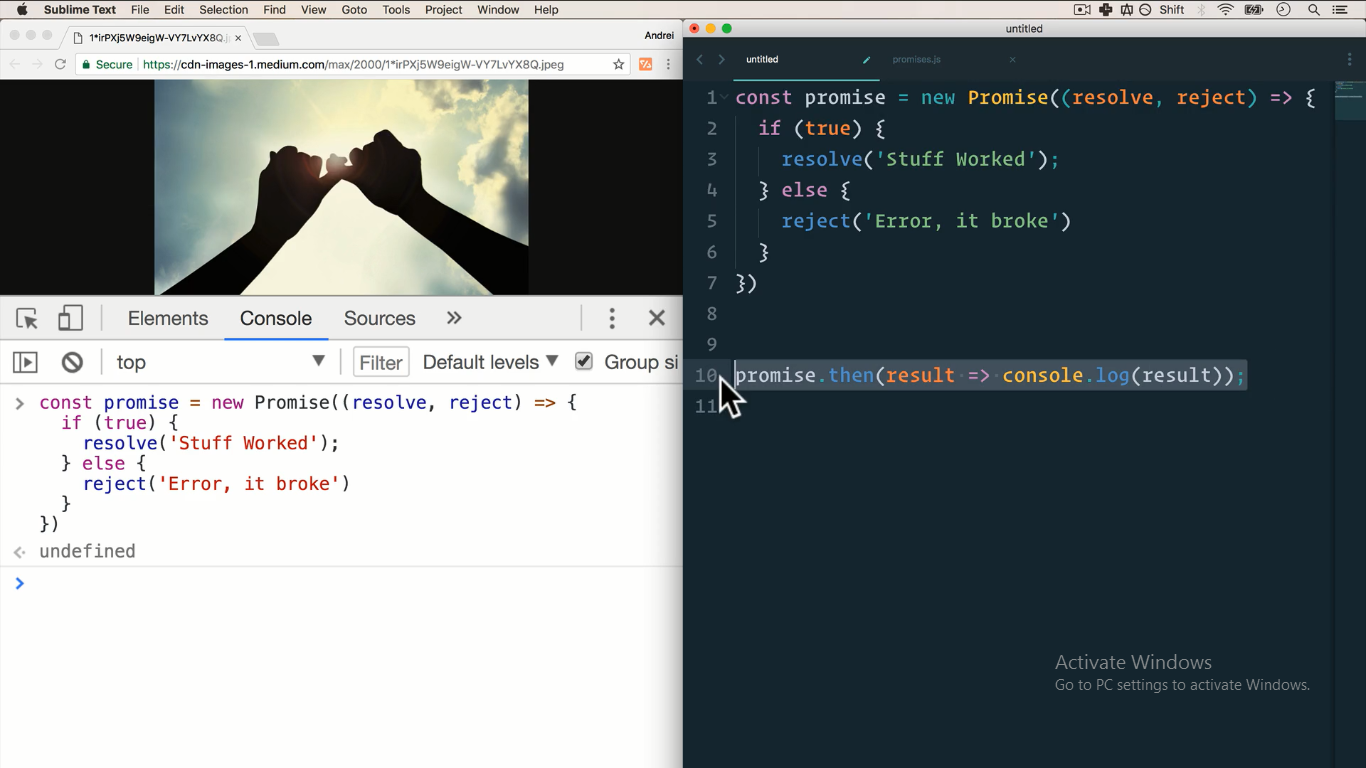 Sublime Text File Edit Selection Find View Goto Tools Project Window Help Shift
1*irPXj5W9eigW-VY7LvYX8Q.j × Andrei
Secure https://cdn-images-1.medium.com/max/2000/1*irPXj5W9eigW-VY7LvYX8Q.jpeg
Elements Console Sources »
top Filter Default levels ▼ Group si
> const promise = new Promise((resolve, reject) => {
if (true) {
resolve('Stuff Worked');
} else {
reject('Error, it broke')
}
})
undefined
>
untitled
untitled promises.js ×
1 const promise = new Promise((resolve, reject) => {
2 if (true) {
3 resolve('Stuff Worked');
4 } else {
5 reject('Error, it broke')
6 }
7 })
8
9
10 promise.then(result => console.log(result));
11
Activate Windows
Go to PC settings to activate Windows.